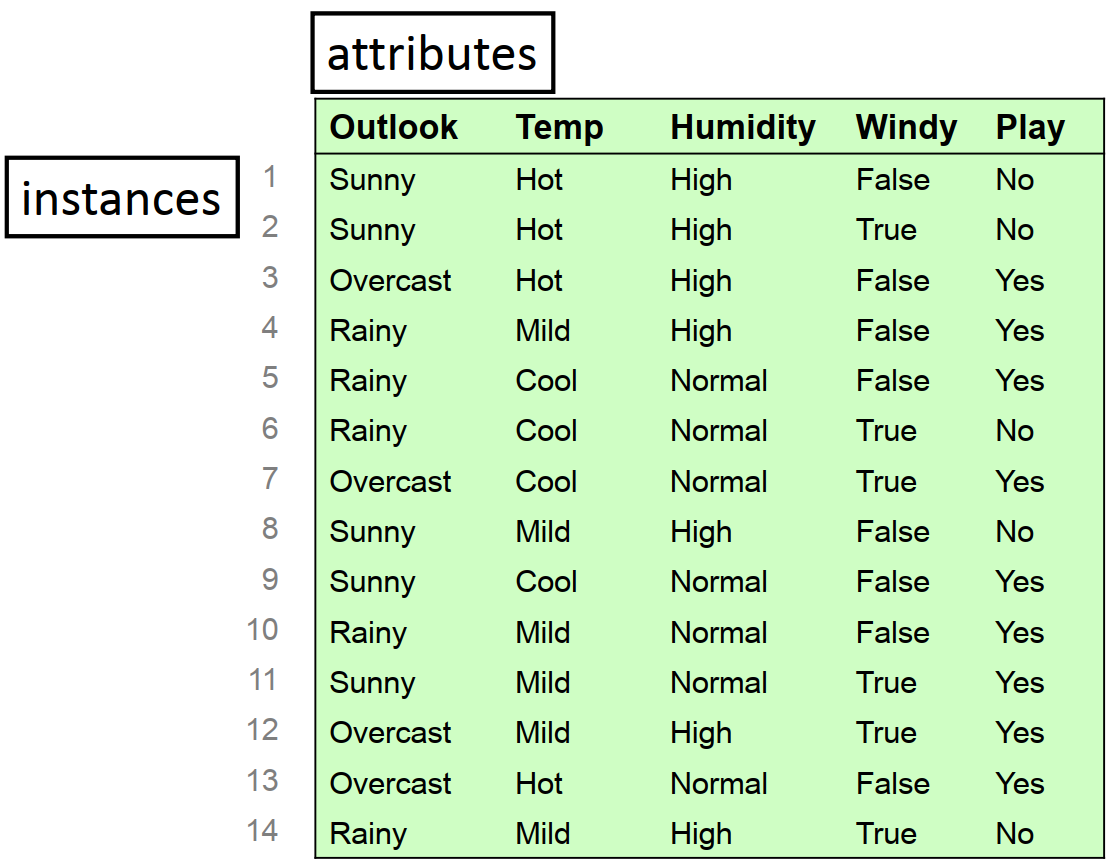 attributes
Outlook Temp Humidity Windy Play
instances
1 Sunny Hot High False No
2 Sunny Hot High True No
3 Overcast Hot High False Yes
4 Rainy Mild High False Yes
5 Rainy Cool Normal False Yes
6 Rainy Cool Normal True No
7 Overcast Cool Normal True Yes
8 Sunny Mild High False No
9 Sunny Cool Normal False Yes
10 Rainy Mild Normal False Yes
11 Sunny Mild Normal True Yes
12 Overcast Mild High True Yes
13 Overcast Hot Normal False Yes
14 Rainy Mild High True No